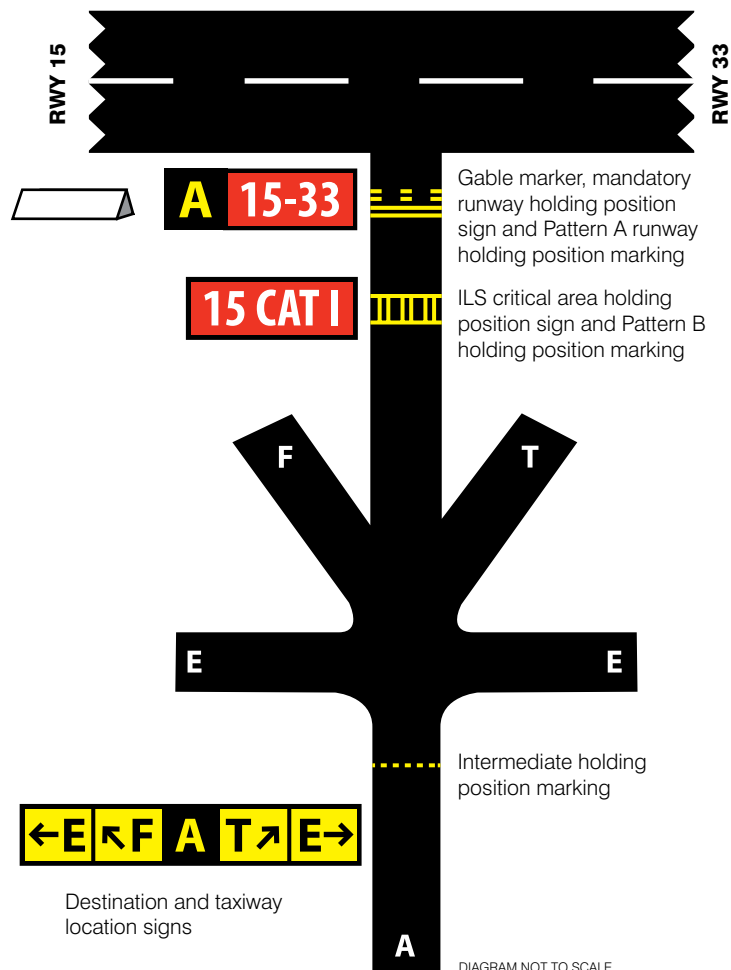 RWY 15
RWY 33
A 15-33
Gable marker, mandatory
runway holding position
sign and Pattern A runway
holding position marking
15 CAT I
ILS critical area holding
position sign and Pattern B
holding position marking
F
T
E
E
Intermediate holding
position marking
←E ↖F A T↗ E→
Destination and taxiway
location signs
A
DIAGRAM NOT TO SCALE